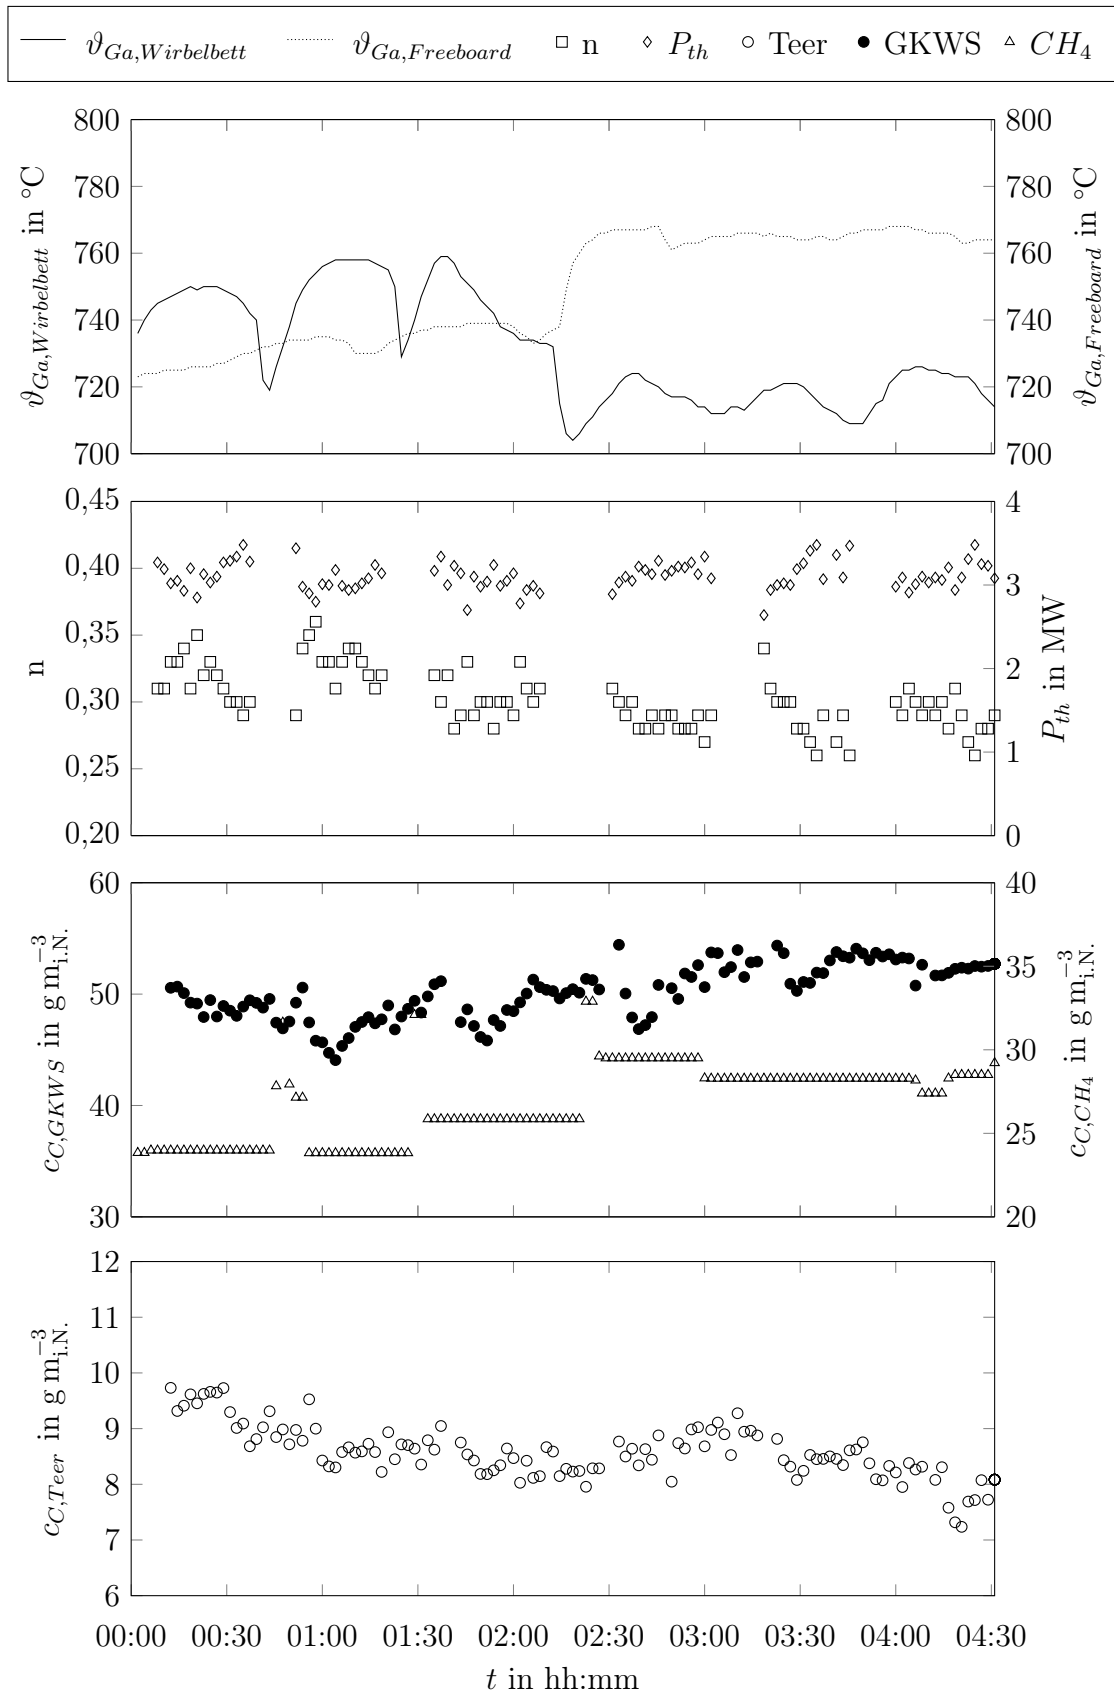 ϑGa,Wirbelbett ϑGa,Freeboard n Pth Teer GKWS CH4
800 800
780 780
760 760
740 740
720 720
700 700
ϑGa,Wirbelbett in °C
ϑGa,Freeboard in °C
0,45 4
0,40
0,35 3
0,30 2
0,25 1
0,20 0
n
Pth in MW
60 40
50 35
40 30
25
30 20
cC,GKWS in g m−3i.N.
cC,CH4 in g m−3i.N.
12
11
10
9
8
7
6
cC,Teer in g m−3i.N.
00:00 00:30 01:00 01:30 02:00 02:30 03:00 03:30 04:00 04:30
t in hh:mm